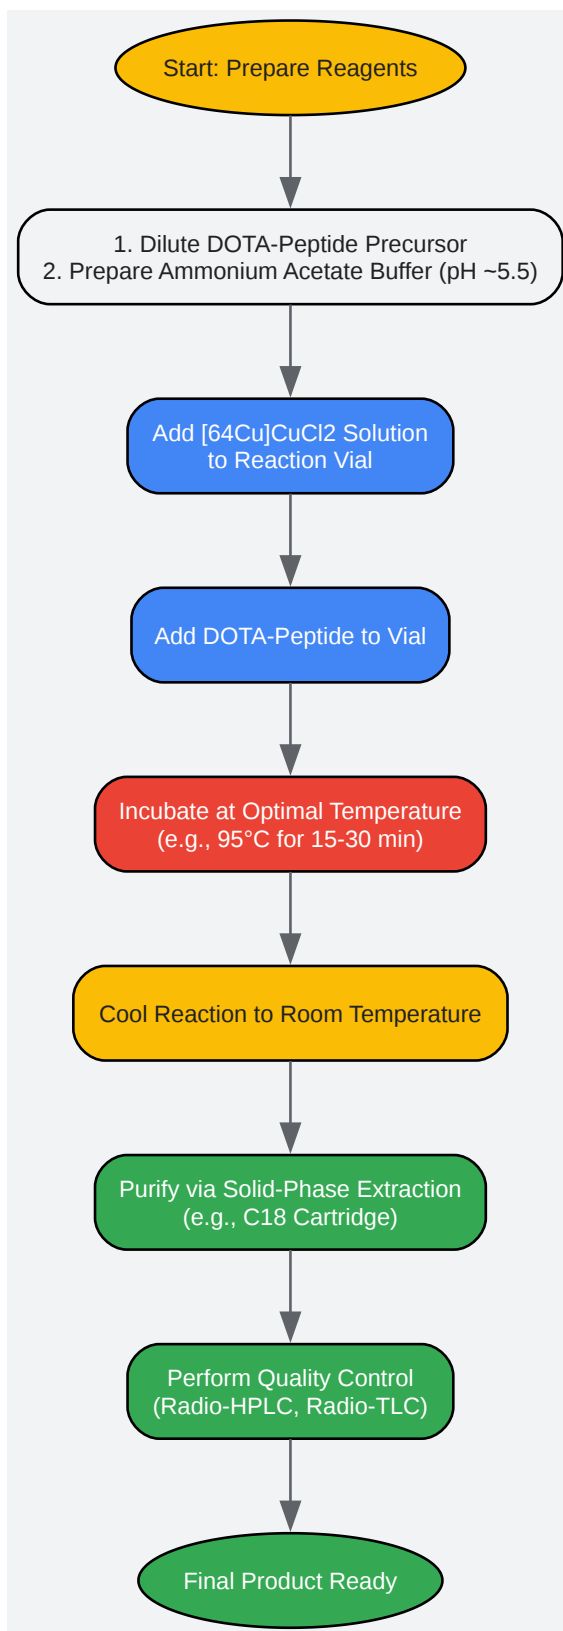 Start: Prepare Reagents
1. Dilute DOTA-Peptide Precursor
2. Prepare Ammonium Acetate Buffer (pH ~5.5)
Add [64Cu]CuCl2 Solution
to Reaction Vial
Add DOTA-Peptide to Vial
Incubate at Optimal Temperature
(e.g., 95°C for 15-30 min)
Cool Reaction to Room Temperature
Purify via Solid-Phase Extraction
(e.g., C18 Cartridge)
Perform Quality Control
(Radio-HPLC, Radio-TLC)
Final Product Ready